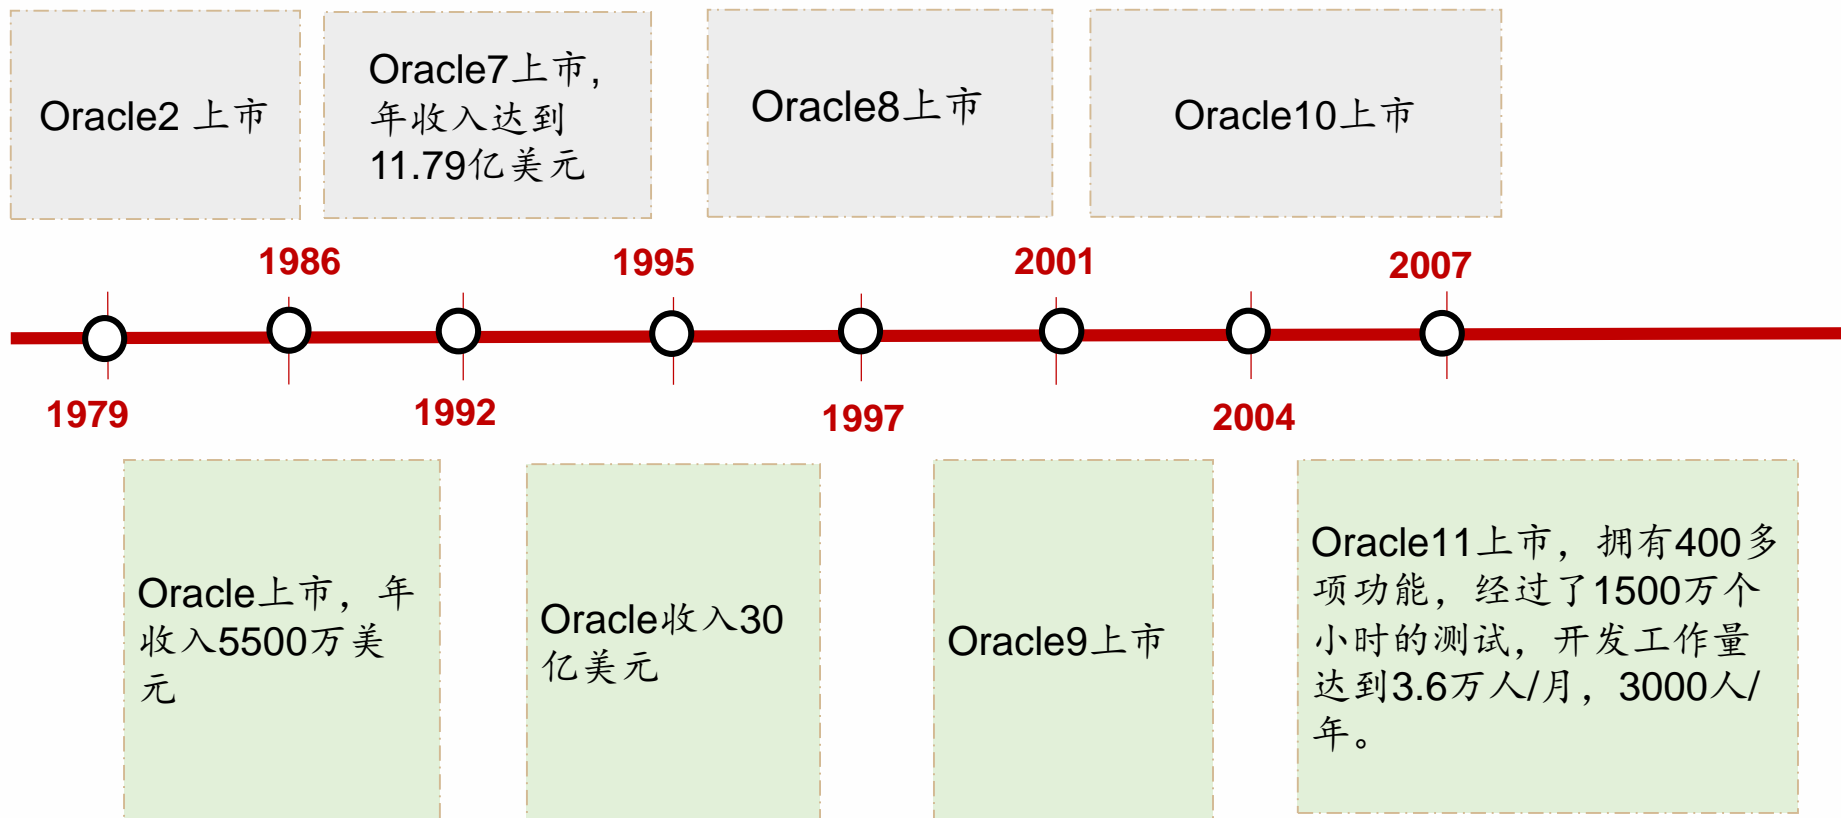 Oracle2 上市
Oracle7上市,
年收入达到
11.79亿美元
Oracle8上市
Oracle10上市
1986
1995
2001
2007
1979
1992
1997
2004
Oracle上市，年
收入5500万美
元
Oracle收入30
亿美元
Oracle9上市
Oracle11上市，拥有400多
项功能，经过了1500万个
小时的测试，开发工作量
达到3.6万人/月，3000人/
年。